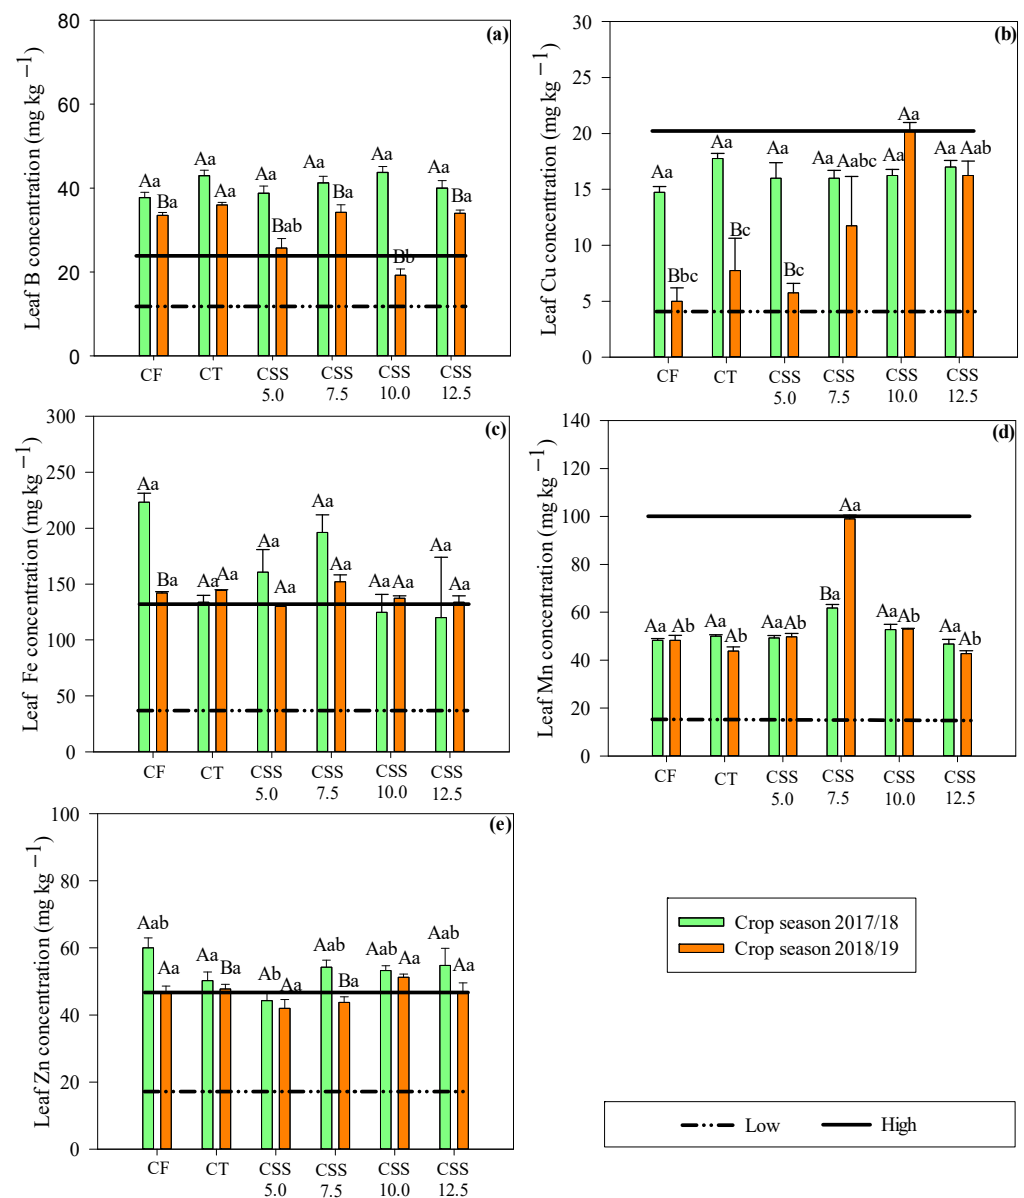 (a)
Leaf B concentration (mg kg −1)
80
60
40
20
0
Aa Ba Aa Aa Aa Bab Aa Ba Aa Bb Aa Ba
CF CT CSS CSS CSS CSS
5.0 7.5 10.0 12.5
(b)
Leaf Cu concentration (mg kg −1)
30
25
20
15
10
5
0
Aa Bbc Aa Bc Aa Bc Aa Aabc Aa Aa Aa Aab
CF CT CSS CSS CSS CSS
5.0 7.5 10.0 12.5
(c)
Leaf Fe concentration (mg kg −1)
300
250
200
150
100
50
0
Aa Ba Aa Aa Aa Aa Aa Aa Aa Aa Aa Aa
CF CT CSS CSS CSS CSS
5.0 7.5 10.0 12.5
(d)
Leaf Mn concentration (mg kg −1)
140
120
100
80
60
40
20
0
Aa Ab Aa Ab Aa Ab Ba Aa Aa Ab Aa Ab
CF CT CSS CSS CSS CSS
5.0 7.5 10.0 12.5
(e)
Leaf Zn concentration (mg kg −1)
100
80
60
40
20
0
Aab Aa Aa Ba Ab Aa Aab Ba Aab Aa Aab Aa
CF CT CSS CSS CSS CSS
5.0 7.5 10.0 12.5
Crop season 2017/18
Crop season 2018/19
Low High